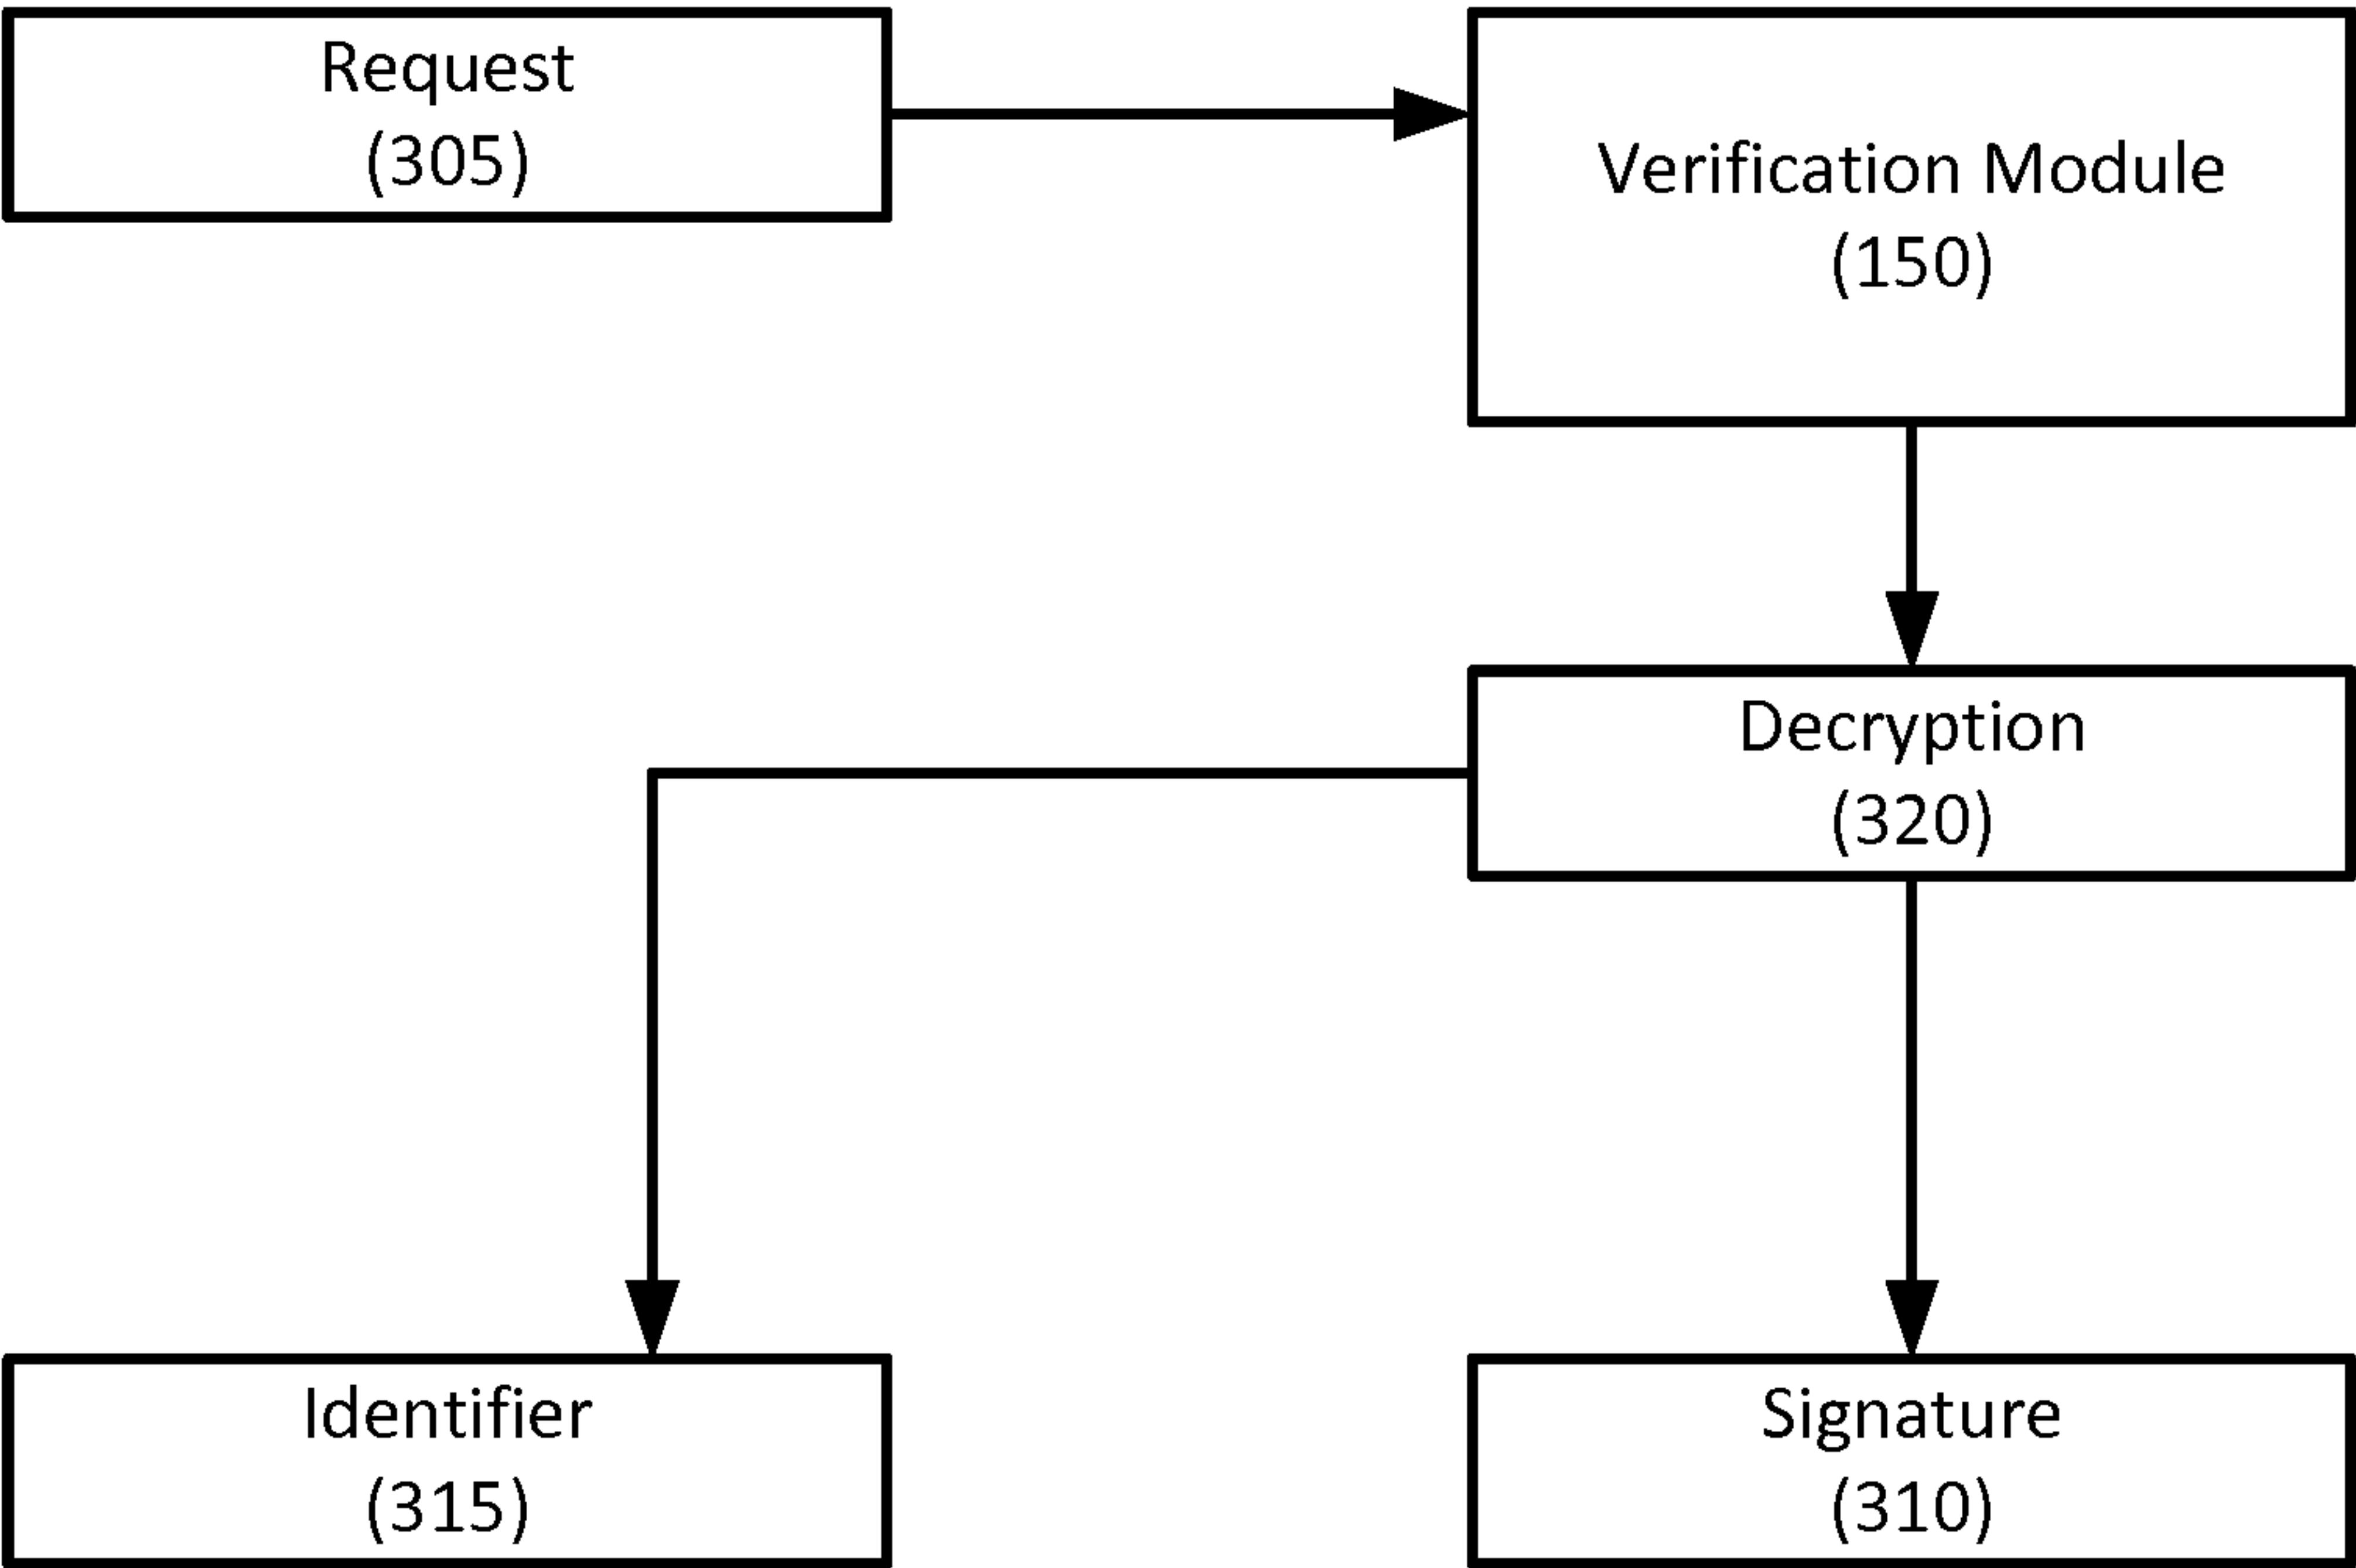 Request
(305)
Verification Module
(150)
Decryption
(320)
Identifier
(315)
Signature
(310)